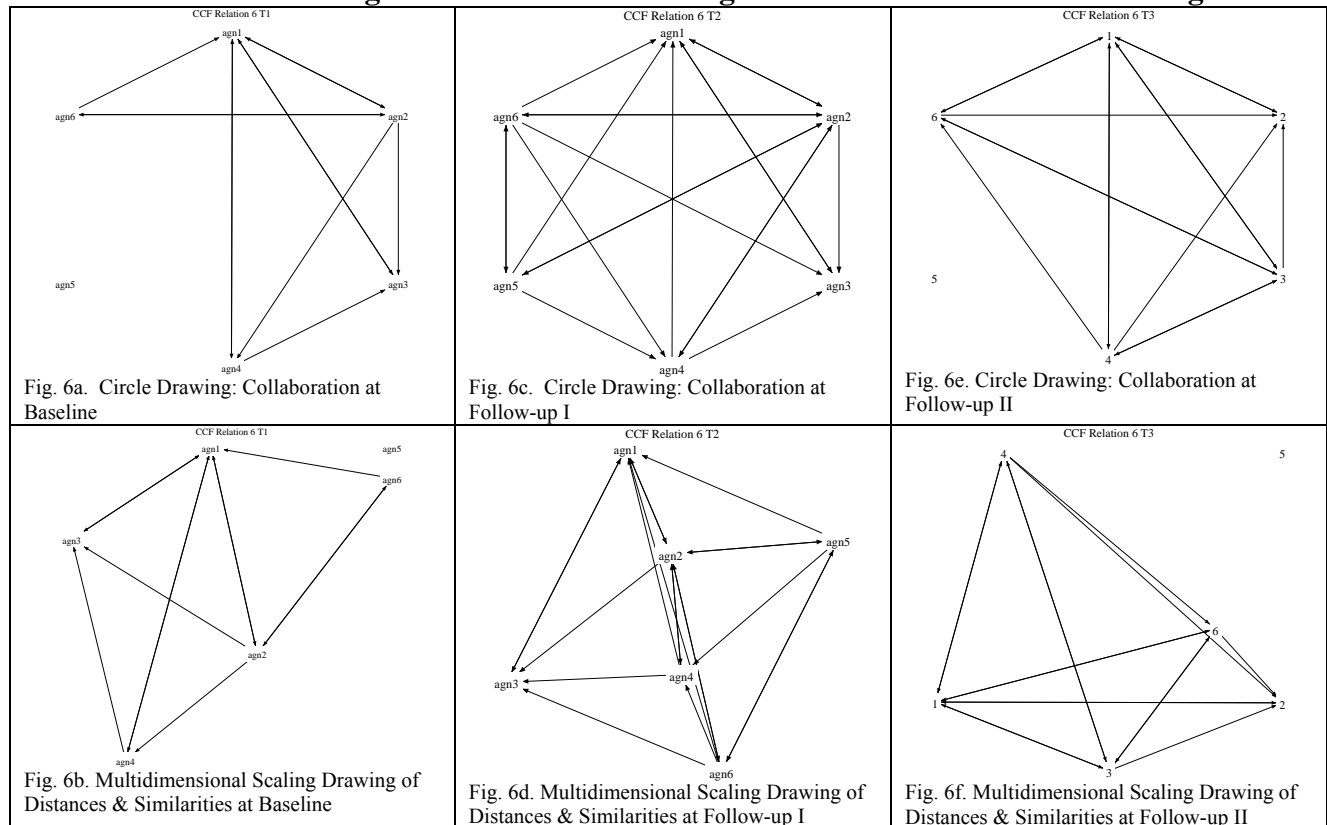 CCF Relation 6 T1
agn1
agn6
agn2
agn5
agn3
agn4
Fig. 6a. Circle Drawing: Collaboration at
Baseline
CCF Relation 6 T2
agn1
agn6
agn2
agn5
agn3
agn4
Fig. 6c. Circle Drawing: Collaboration at
Follow-up I
CCF Relation 6 T3
1
6
2
5
3
4
Fig. 6e. Circle Drawing: Collaboration at
Follow-up II
CCF Relation 6 T1
agn1
agn5
agn6
agn3
agn2
agn4
Fig. 6b. Multidimensional Scaling Drawing of
Distances & Similarities at Baseline
CCF Relation 6 T2
agn1
agn5
agn2
agn4
agn3
agn6
Fig. 6d. Multidimensional Scaling Drawing of
Distances & Similarities at Follow-up I
CCF Relation 6 T3
4
5
6
1
2
3
Fig. 6f. Multidimensional Scaling Drawing of
Distances & Similarities at Follow-up II